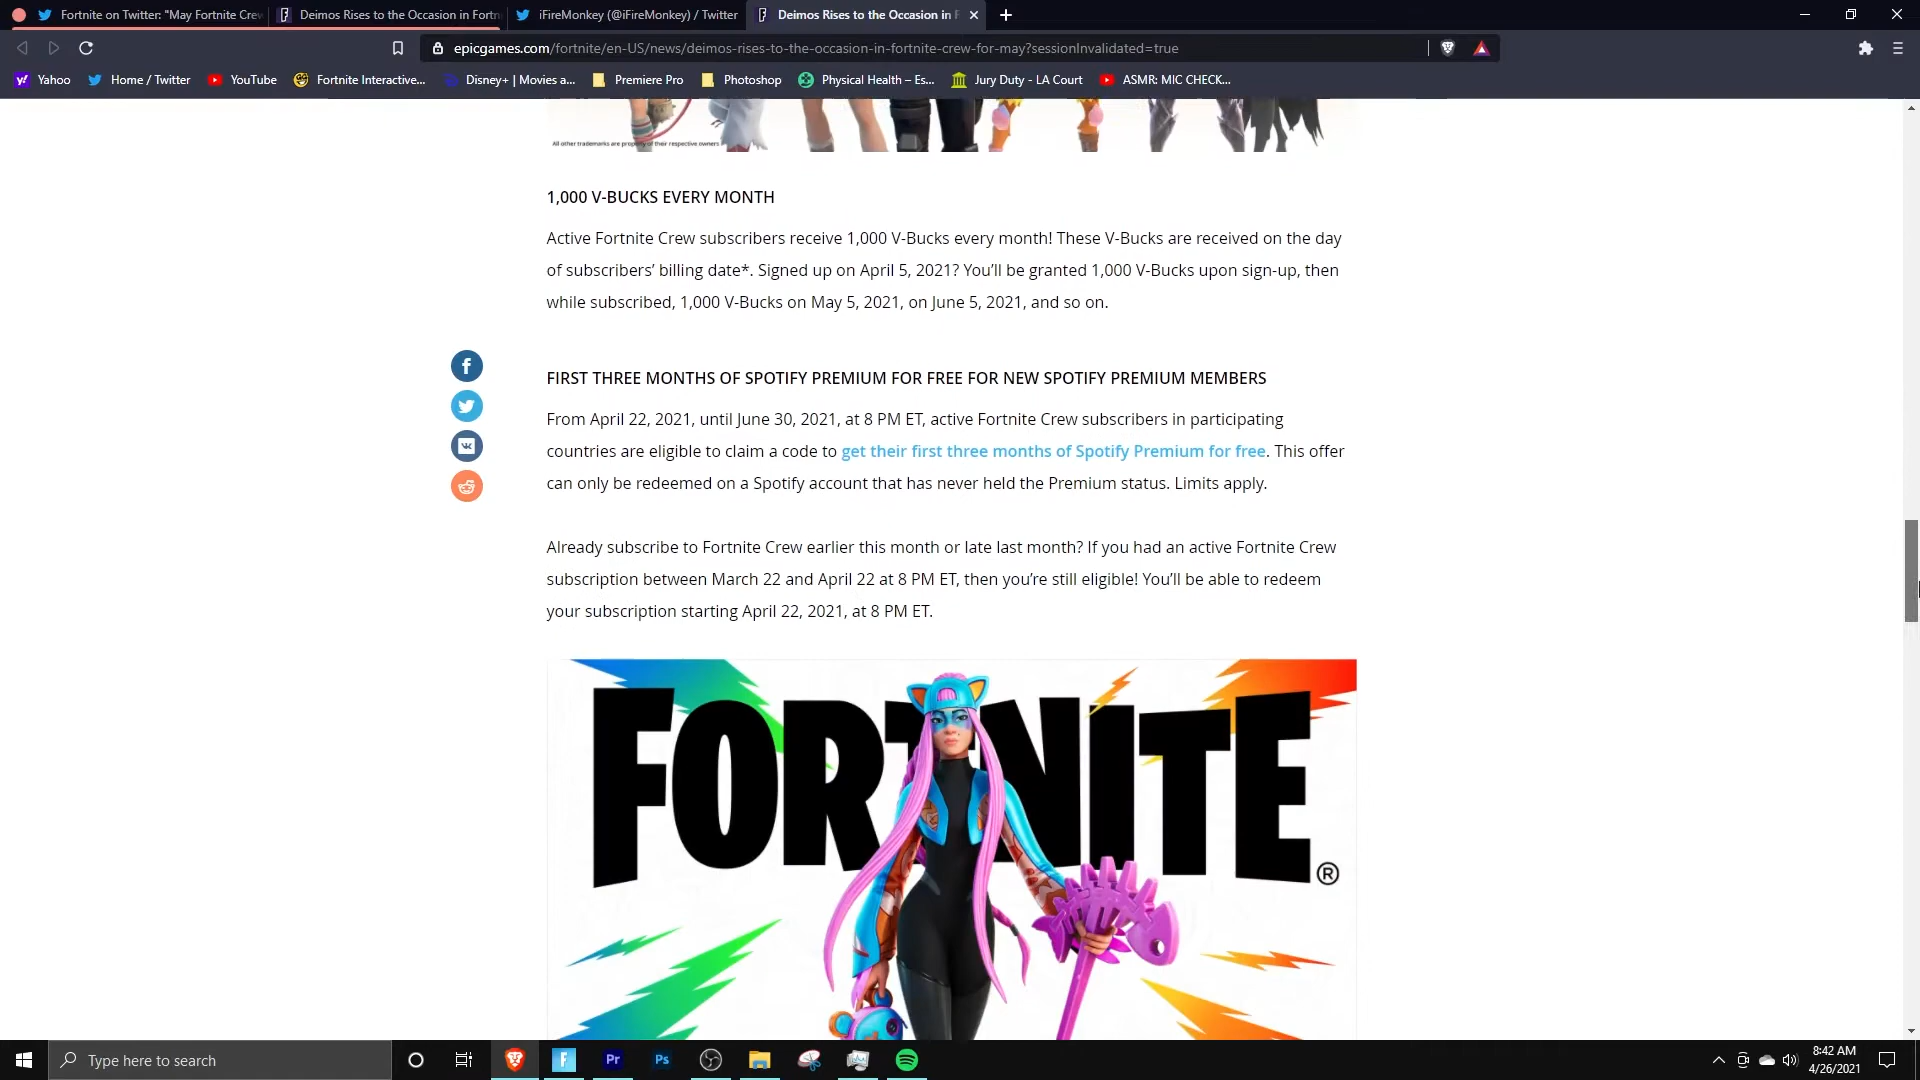 Fortnite on Twitter: "May Fortnite Crew
Deimos Rises to the Occasion in Fortn
iFireMonkey (@iFireMonkey) / Twitter
Deimos Rises to the Occasion in F
epicgames.com/fortnite/en-US/news/deimos-rises-to-the-occasion-in-fortnite-crew-for-may?sessionInvalidated=true
Yahoo
Home / Twitter
YouTube
Fortnite Interactive...
Disney+ | Movies a...
Premiere Pro
Photoshop
Physical Health – Es...
Jury Duty - LA Court
ASMR: MIC CHECK...
All other trademarks are property of their respective owners
1,000 V-BUCKS EVERY MONTH
Active Fortnite Crew subscribers receive 1,000 V-Bucks every month! These V-Bucks are received on the day
of subscribers’ billing date*. Signed up on April 5, 2021? You’ll be granted 1,000 V-Bucks upon sign-up, then
while subscribed, 1,000 V-Bucks on May 5, 2021, on June 5, 2021, and so on.
FIRST THREE MONTHS OF SPOTIFY PREMIUM FOR FREE FOR NEW SPOTIFY PREMIUM MEMBERS
From April 22, 2021, until June 30, 2021, at 8 PM ET, active Fortnite Crew subscribers in participating
countries are eligible to claim a code to get their first three months of Spotify Premium for free. This offer
can only be redeemed on a Spotify account that has never held the Premium status. Limits apply.
Already subscribe to Fortnite Crew earlier this month or late last month? If you had an active Fortnite Crew
subscription between March 22 and April 22 at 8 PM ET, then you’re still eligible! You’ll be able to redeem
your subscription starting April 22, 2021, at 8 PM ET.
FORTNITE®
Type here to search
Pr
Ps
8:42 AM
4/26/2021